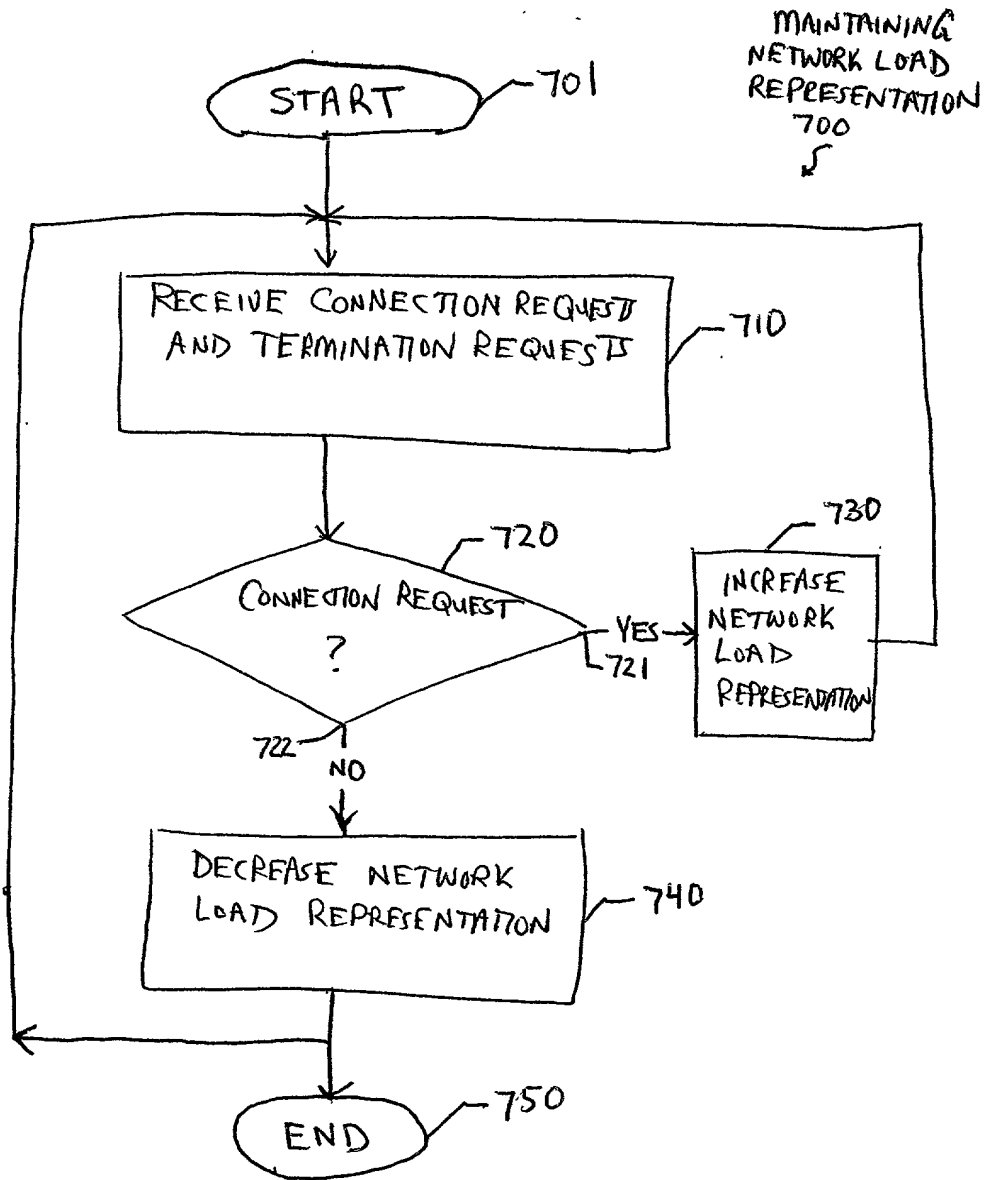 MAINTAINING
NETWORK LOAD
REPRESENTATION
700
START
701
RECEIVE CONNECTION REQUESTS
AND TERMINATION REQUESTS
710
720
CONNECTION REQUEST
?
YES
721
730
INCREASE
NETWORK
LOAD
REPRESENTATION
722
NO
DECREASE NETWORK
LOAD REPRESENTATION
740
END
750